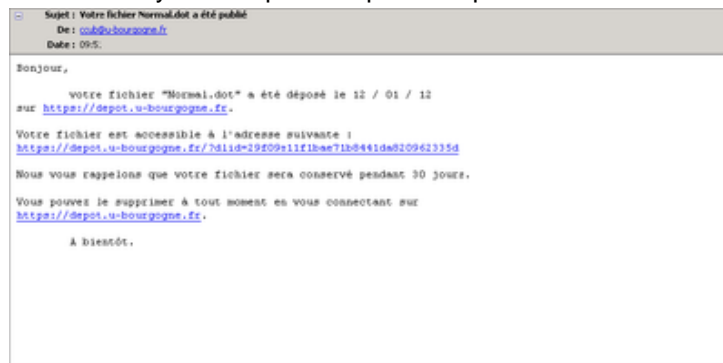 Sujet : Votre fichier Normal.dot a été publié
De : ccub@u-bourgogne.fr
Date : 09:5
Bonjour,
votre fichier "Normal.dot" a été déposé le 12 / 01 / 12
sur https://depot.u-bourgogne.fr.
Votre fichier est accessible à l'adresse suivante :
https://depot.u-bourgogne.fr/?dlid=29f09s11f1bae71b8441da820962335d
Nous vous rappelons que votre fichier sera conservé pendant 30 jours.
Vous pouvez le supprimer à tout moment en vous connectant sur
https://depot.u-bourgogne.fr.
A bientôt.